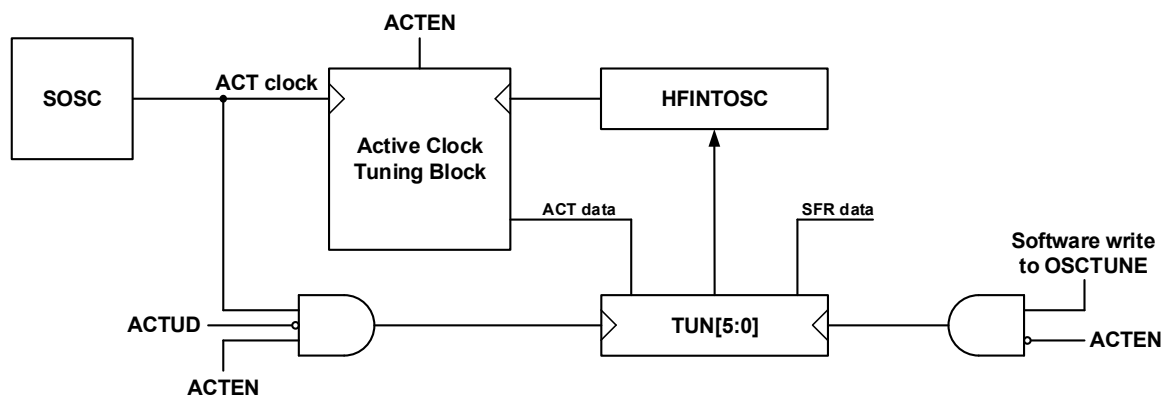 ACTEN
SOSC
ACT clock
HFINTOSC
Active Clock
Tuning Block
ACT data
SFR data
Software write
to OSCTUNE
ACTUD
TUN[5:0]
ACTEN
ACTEN